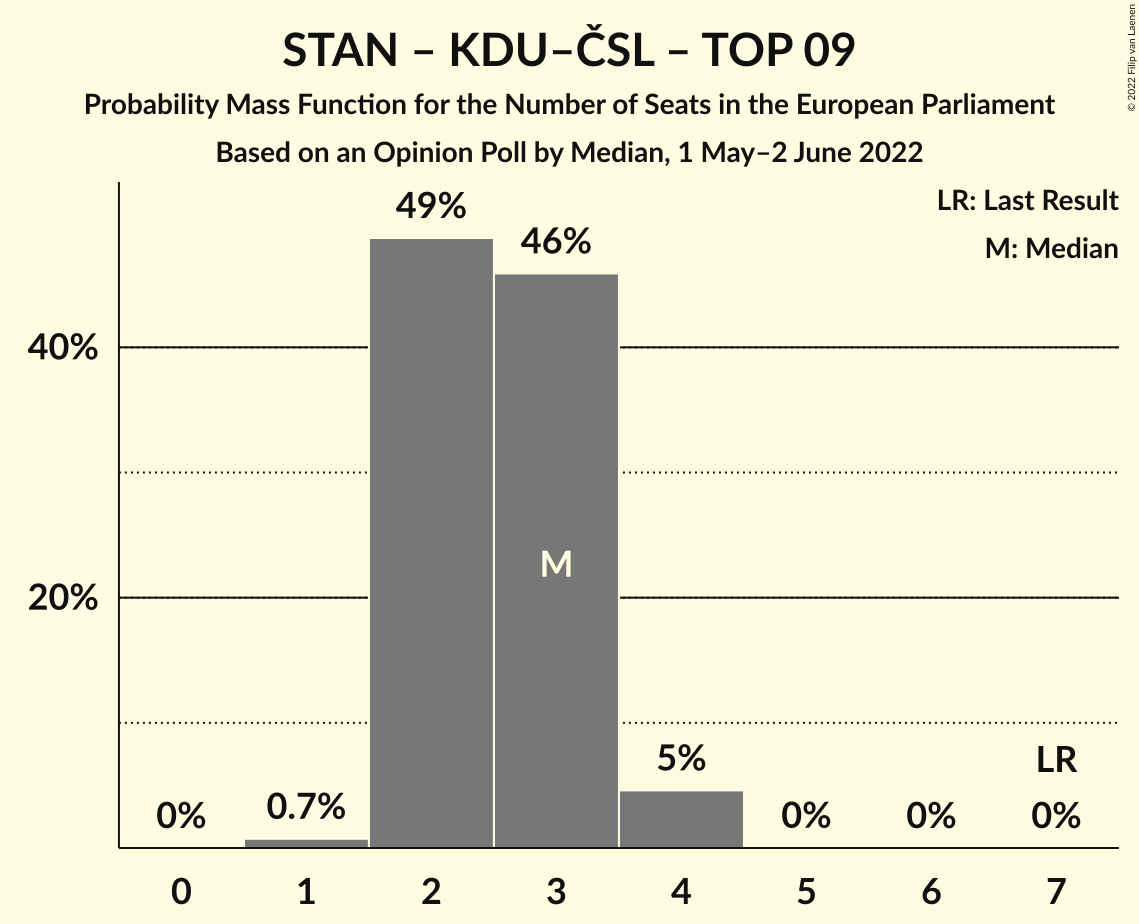 STAN – KDU–ČSL – TOP 09
Probability Mass Function for the Number of Seats in the European Parliament
Based on an Opinion Poll by Median, 1 May–2 June 2022
© 2022 Filip van Laenen
LR: Last Result
M: Median
49%
46%
40%
M
20%
5%
LR
0%
0.7%
0%
0%
0%
0 1 2 3 4 5 6 7